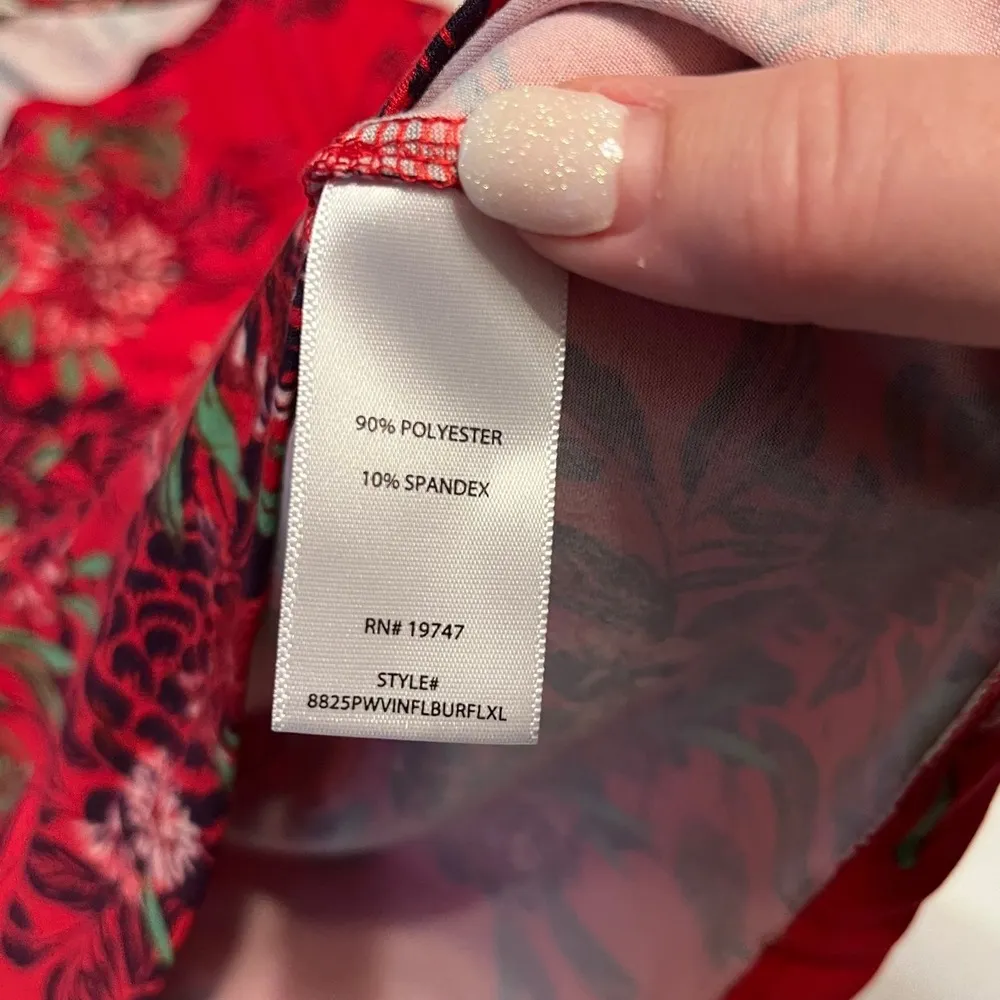 90% POLYESTER
10% SPANDEX
RN# 19747
STYLE#
8825PWVINFLBURFLXL